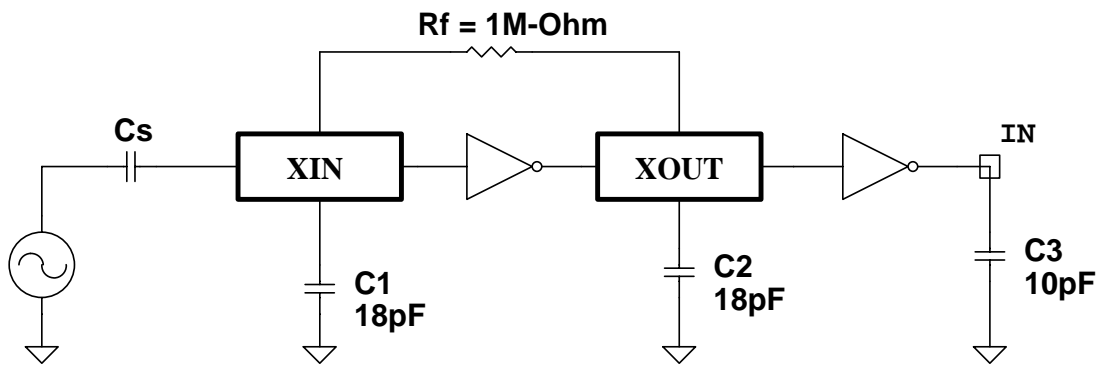 Rf = 1M-Ohm
Cs
IN
XIN
XOUT
C1
18pF
C2
18pF
C3
10pF